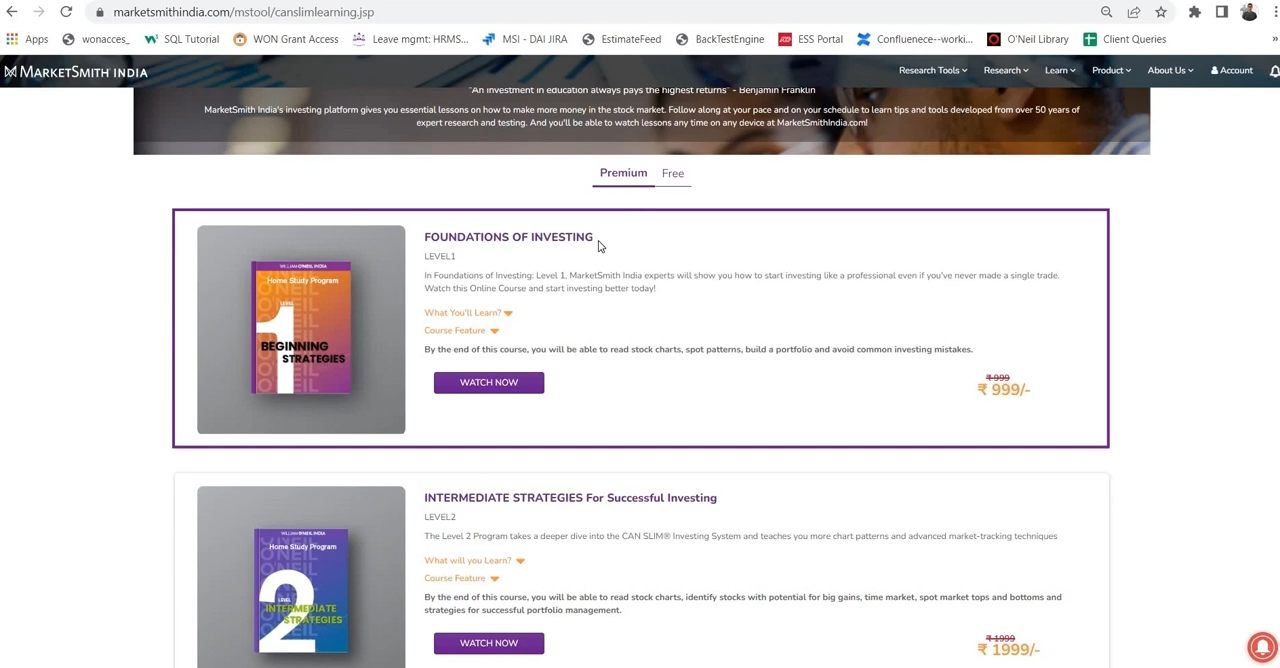 marketsmithindia.com/mstool/canslimlearning.jsp
Apps wonacces_ SQL Tutorial WON Grant Access Leave mgmt: HRMS... MSI - DAI JIRA EstimateFeed BackTestEngine ESS Portal Confluenece--worki... O'Neil Library Client Queries »
MARKETSMITH INDIA Research Tools Research Learn Product About Us Account
"An investment in education always pays the highest returns" - Benjamin Franklin
MarketSmith India's investing platform gives you essential lessons on how to make more money in the stock market. Follow along at your pace and on your schedule to learn tips and tools developed from over 50 years of
expert research and testing. And you'll be able to watch lessons any time on any device at MarketSmithIndia.com!
Premium Free
WILLIAM O'NEIL INDIA
Home Study Program
LEVEL
1
BEGINNING
STRATEGIES
FOUNDATIONS OF INVESTING
LEVEL1
In Foundations of Investing: Level 1, MarketSmith India experts will show you how to start investing like a professional even if you've never made a single trade.
Watch this Online Course and start investing better today!
What You'll Learn?
Course Feature
By the end of this course, you will be able to read stock charts, spot patterns, build a portfolio and avoid common investing mistakes.
WATCH NOW
₹ 999
₹ 999/-
WILLIAM O'NEIL INDIA
Home Study Program
LEVEL
2
INTERMEDIATE
STRATEGIES
INTERMEDIATE STRATEGIES For Successful Investing
LEVEL2
The Level 2 Program takes a deeper dive into the CAN SLIM® Investing System and teaches you more chart patterns and advanced market-tracking techniques
What will you Learn?
Course Feature
By the end of this course, you will be able to read stock charts, identify stocks with potential for big gains, time market, spot market tops and bottoms and
strategies for successful portfolio management.
WATCH NOW
₹ 1999
₹ 1999/-